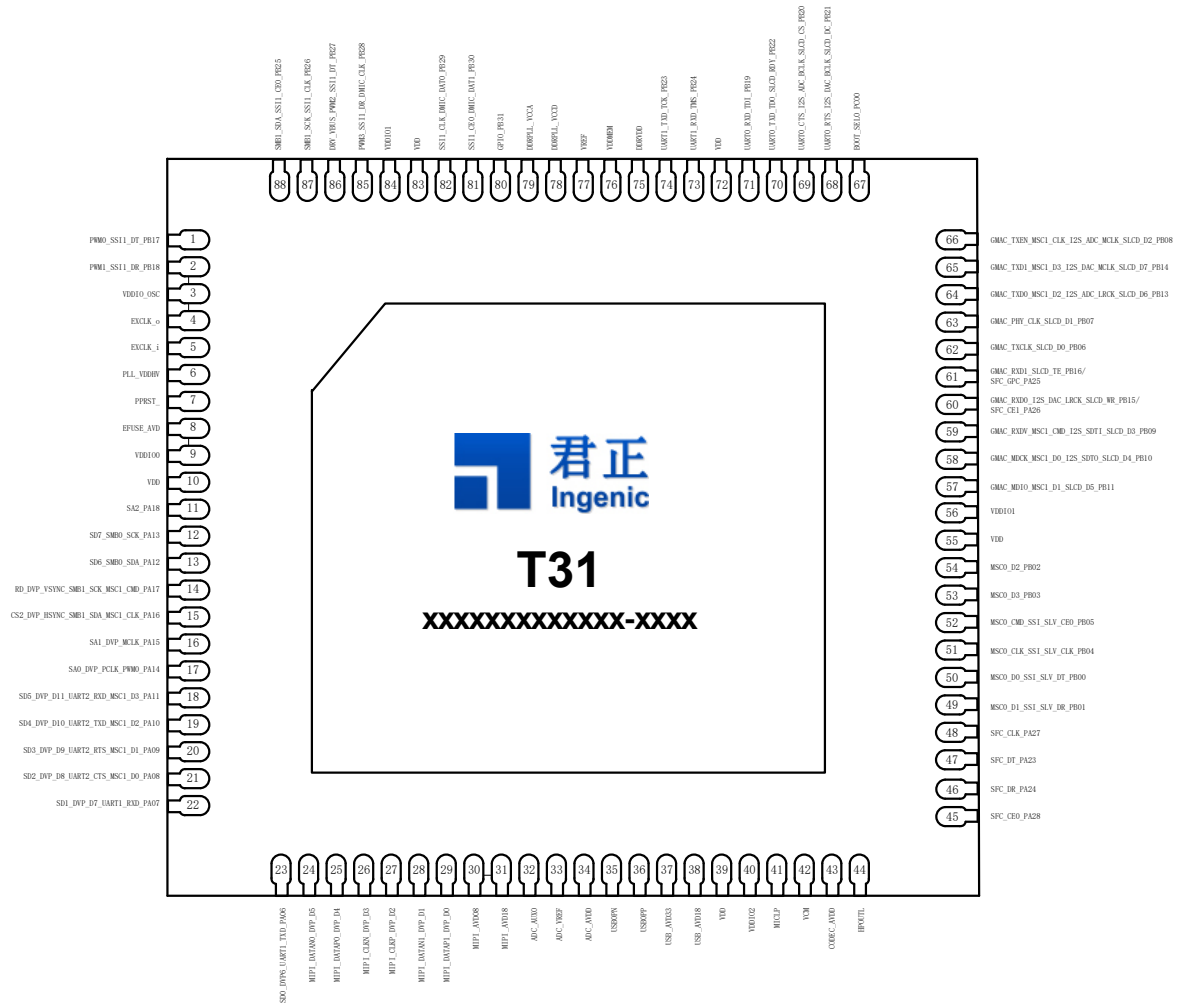 SMB1_SDA_SSI1_CE0_PB25
SMB1_SCK_SSI1_CLK_PB26
DRV_VBUS_PWM2_SSI1_DT_PB27
PWM3_SSI1_DR_DMIC_CLK_PB28
VDDIO1
VDD
SSI1_CLK_DMIC_DAT0_PB29
SSI1_CE0_DMIC_DAT1_PB30
GPIO_PB31
DDRPLL_VCCA
DDRPLL_VCCD
VREF
VDDMEM
DDRVDD
UART1_TXD_TCK_PB23
UART1_RXD_TMS_PB24
VDD
UART0_RXD_TDI_PB19
UART0_TXD_TDO_SLCD_RDY_PB22
UART0_CTS_I2S_ADC_BCLK_SLCD_CS_PB20
UART0_RTS_I2S_DAC_BCLK_SLCD_DC_PB21
BOOT_SEL0_PC00
88 87 86 85 84 83 82 81 80 79 78 77 76 75 74 73 72 71 70 69 68 67
PWM0_SSI1_DT_PB17 1
PWM1_SSI1_DR_PB18 2
VDDIO_OSC 3
EXCLK_o 4
EXCLK_i 5
PLL_VDDHV 6
PPRST_ 7
EFUSE_AVD 8
VDDIO0 9
VDD 10
SA2_PA18 11
SD7_SMB0_SCK_PA13 12
SD6_SMB0_SDA_PA12 13
RD_DVP_VSYNC_SMB1_SCK_MSC1_CMD_PA17 14
CS2_DVP_HSYNC_SMB1_SDA_MSC1_CLK_PA16 15
SA1_DVP_MCLK_PA15 16
SA0_DVP_PCLK_PWM0_PA14 17
SD5_DVP_D11_UART2_RXD_MSC1_D3_PA11 18
SD4_DVP_D10_UART2_TXD_MSC1_D2_PA10 19
SD3_DVP_D9_UART2_RTS_MSC1_D1_PA09 20
SD2_DVP_D8_UART2_CTS_MSC1_D0_PA08 21
SD1_DVP_D7_UART1_RXD_PA07 22
君正
Ingenic
T31
xxxxxxxxxxxxx-xxxx
66 GMAC_TXEN_MSC1_CLK_I2S_ADC_MCLK_SLCD_D2_PB08
65 GMAC_TXD1_MSC1_D3_I2S_DAC_MCLK_SLCD_D7_PB14
64 GMAC_TXD0_MSC1_D2_I2S_ADC_LRCK_SLCD_D6_PB13
63 GMAC_PHY_CLK_SLCD_D1_PB07
62 GMAC_TXCLK_SLCD_D0_PB06
61 GMAC_RXD1_SLCD_TE_PB16/
SFC_GPC_PA25
60 GMAC_RXD0_I2S_DAC_LRCK_SLCD_WR_PB15/
SFC_CE1_PA26
59 GMAC_RXDV_MSC1_CMD_I2S_SDTI_SLCD_D3_PB09
58 GMAC_MDCK_MSC1_D0_I2S_SDTO_SLCD_D4_PB10
57 GMAC_MDIO_MSC1_D1_SLCD_D5_PB11
56 VDDIO1
55 VDD
54 MSC0_D2_PB02
53 MSC0_D3_PB03
52 MSC0_CMD_SSI_SLV_CE0_PB05
51 MSC0_CLK_SSI_SLV_CLK_PB04
50 MSC0_D0_SSI_SLV_DT_PB00
49 MSC0_D1_SSI_SLV_DR_PB01
48 SFC_CLK_PA27
47 SFC_DT_PA23
46 SFC_DR_PA24
45 SFC_CE0_PA28
23 24 25 26 27 28 29 30 31 32 33 34 35 36 37 38 39 40 41 42 43 44
SD0_DVP6_UART1_TXD_PA06
MIPI_DATAN0_DVP_D5
MIPI_DATAP0_DVP_D4
MIPI_CLKN_DVP_D3
MIPI_CLKP_DVP_D2
MIPI_DATAN1_DVP_D1
MIPI_DATAP1_DVP_D0
MIPI_AVD08
MIPI_AVD18
ADC_AUX0
ADC_VREF
ADC_AVDD
USB0PN
USB0PP
USB_AVD33
USB_AVD18
VDD
VDDIO2
MICLP
VCM
CODEC_AVDD
HPOUTL